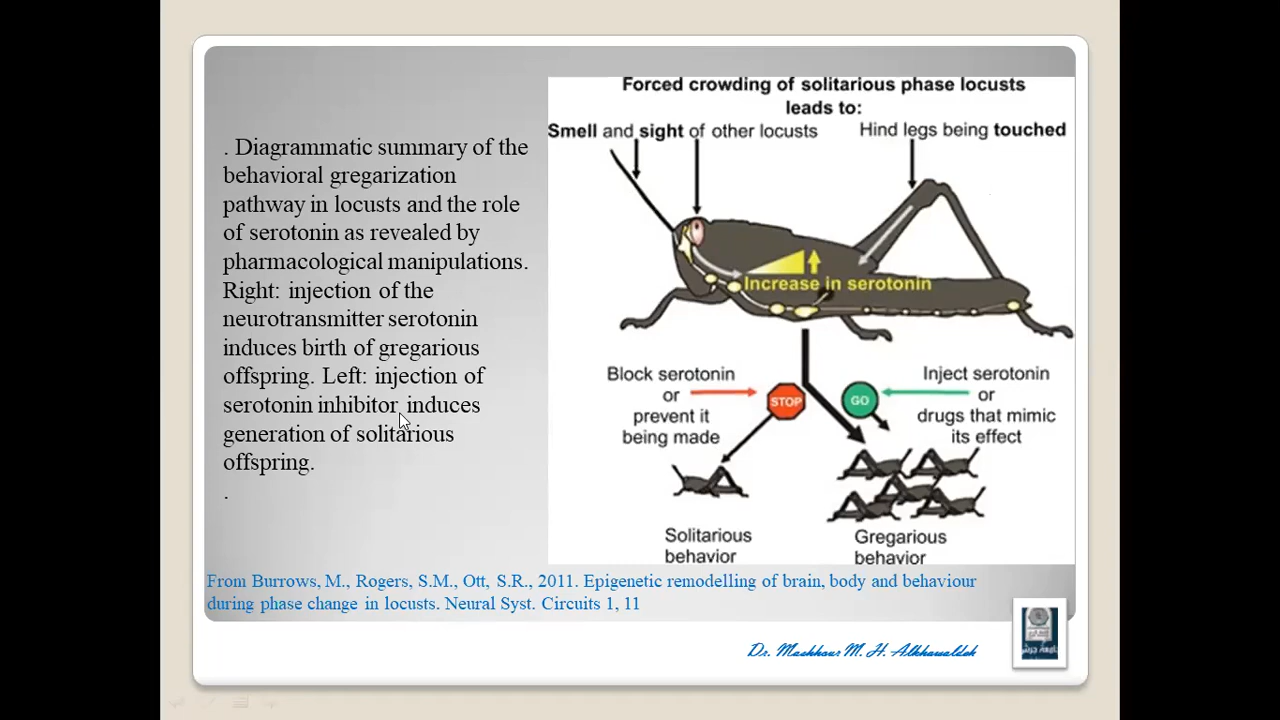 . Diagrammatic summary of the
behavioral gregarization
pathway in locusts and the role
of serotonin as revealed by
pharmacological manipulations.
Right: injection of the
neurotransmitter serotonin
induces birth of gregarious
offspring. Left: injection of
serotonin inhibitor induces
generation of solitarious
offspring.
.
Forced crowding of solitarious phase locusts
leads to:
Smell and sight of other locusts
Hind legs being touched
Increase in serotonin
Block serotonin
or
prevent it
being made
STOP
GO
Inject serotonin
or
drugs that mimic
its effect
Solitarious
behavior
Gregarious
behavior
From Burrows, M., Rogers, S.M., Ott, S.R., 2011. Epigenetic remodelling of brain, body and behaviour
during phase change in locusts. Neural Syst. Circuits 1, 11
Dr. Mashhour M. H. Alkhawaldeh